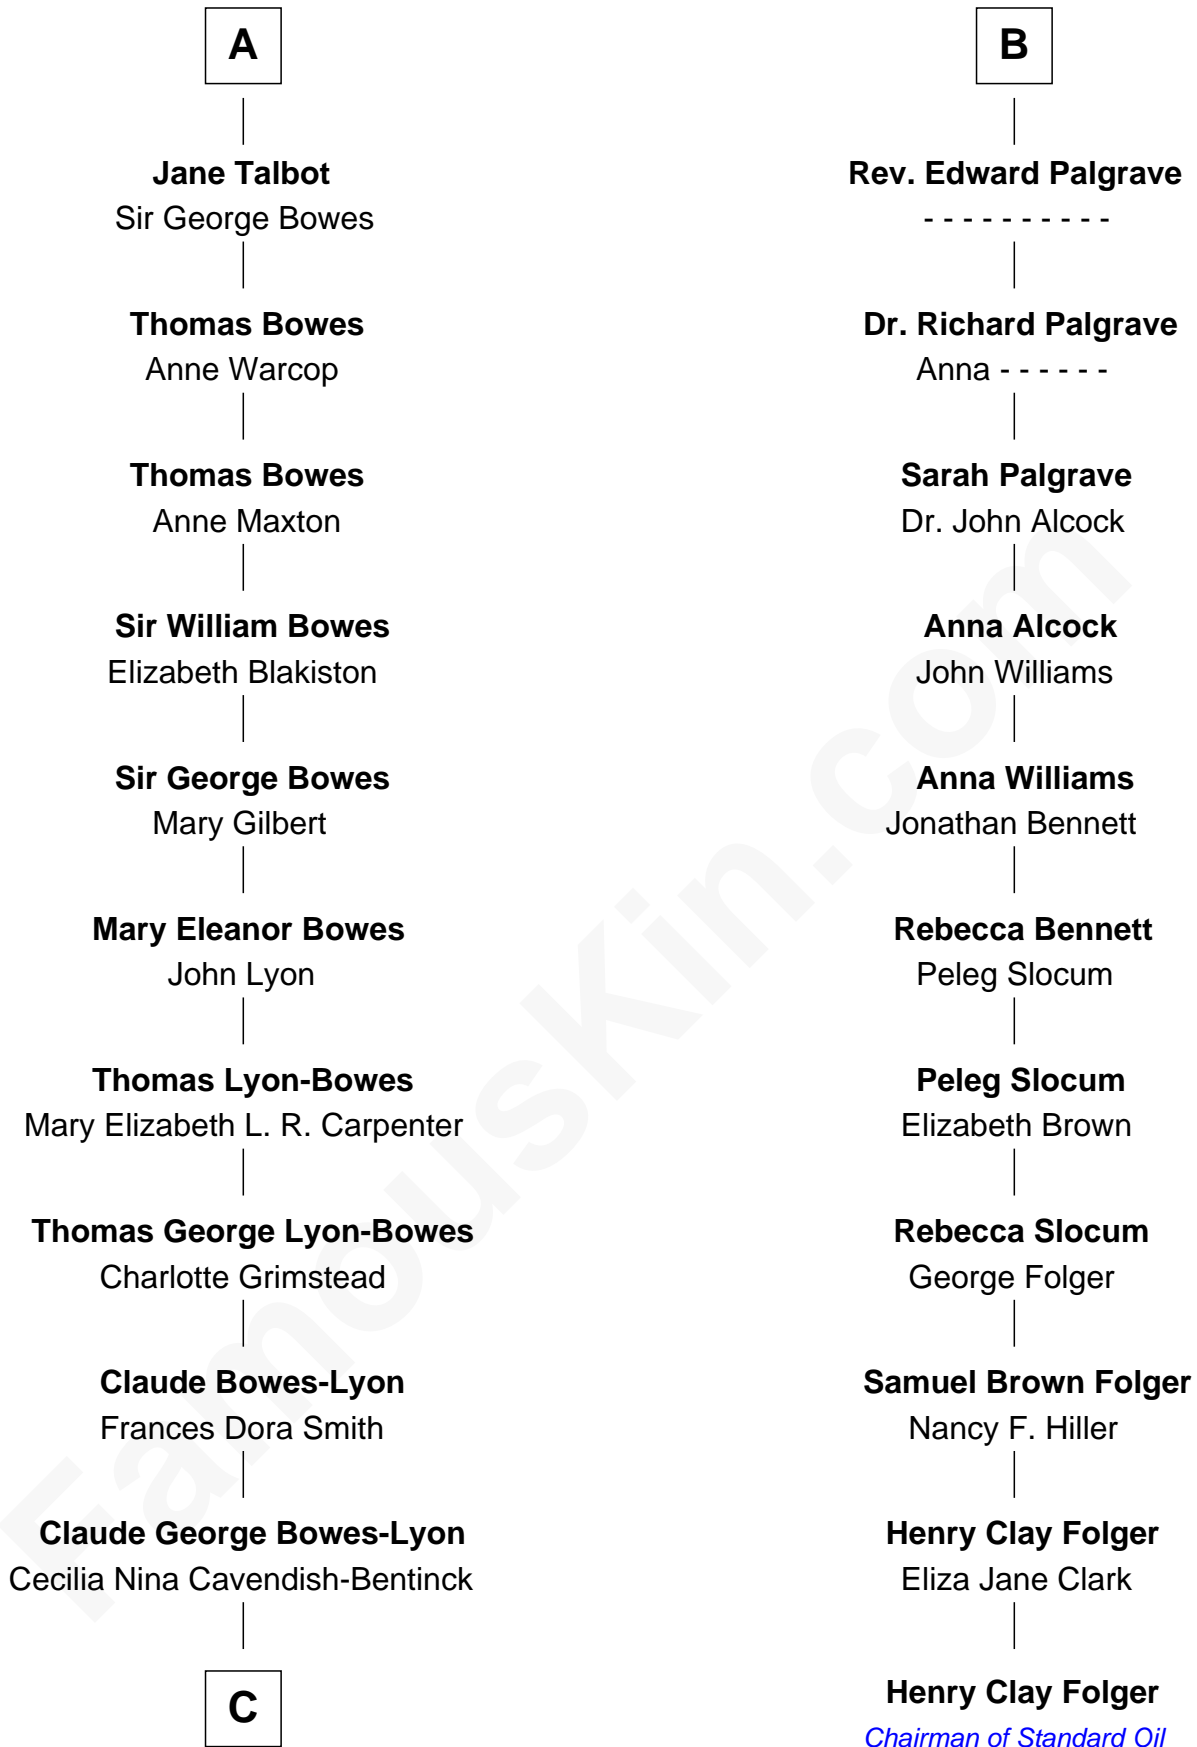 A
Jane Talbot
Sir George Bowes
Thomas Bowes
Anne Warcop
Thomas Bowes
Anne Maxton
Sir William Bowes
Elizabeth Blakiston
Sir George Bowes
Mary Gilbert
Mary Eleanor Bowes
John Lyon
Thomas Lyon-Bowes
Mary Elizabeth L. R. Carpenter
Thomas George Lyon-Bowes
Charlotte Grimstead
Claude Bowes-Lyon
Frances Dora Smith
Claude George Bowes-Lyon
Cecilia Nina Cavendish-Bentinck
C
B
Rev. Edward Palgrave
- - - - - - - - - -
Dr. Richard Palgrave
Anna - - - - - -
Sarah Palgrave
Dr. John Alcock
Anna Alcock
John Williams
Anna Williams
Jonathan Bennett
Rebecca Bennett
Peleg Slocum
Peleg Slocum
Elizabeth Brown
Rebecca Slocum
George Folger
Samuel Brown Folger
Nancy F. Hiller
Henry Clay Folger
Eliza Jane Clark
Henry Clay Folger
Chairman of Standard Oil
FamousKin.com